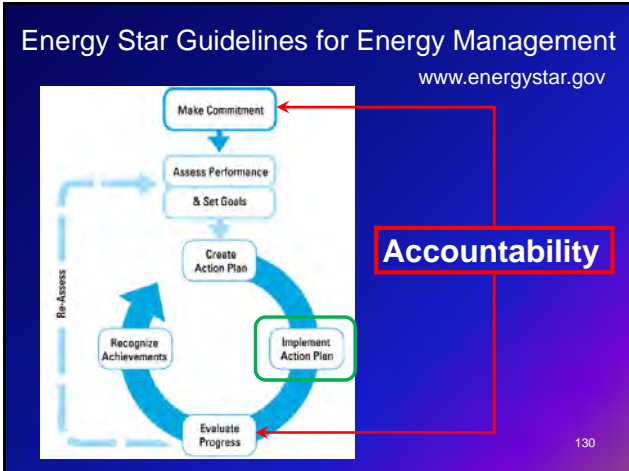 Energy Star Guidelines for Energy Management
www.energystar.gov
Make Commitment
Assess Performance
& Set Goals
Create
Action Plan
Accountability
Re-Assess
Recognize
Achievements
Implement
Action Plan
Evaluate
Progress
130